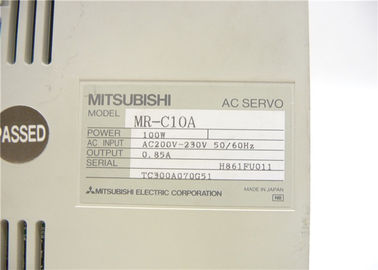 MITSUBISHI AC SERVO
MODEL MR-C10A
PASSED
POWER 100W
AC INPUT AC200V-230V 50/60Hz
OUTPUT 0.85A
SERIAL H861FU011
TC300A070G51
MITSUBISHI ELECTRIC CORPORATION MADE IN JAPAN